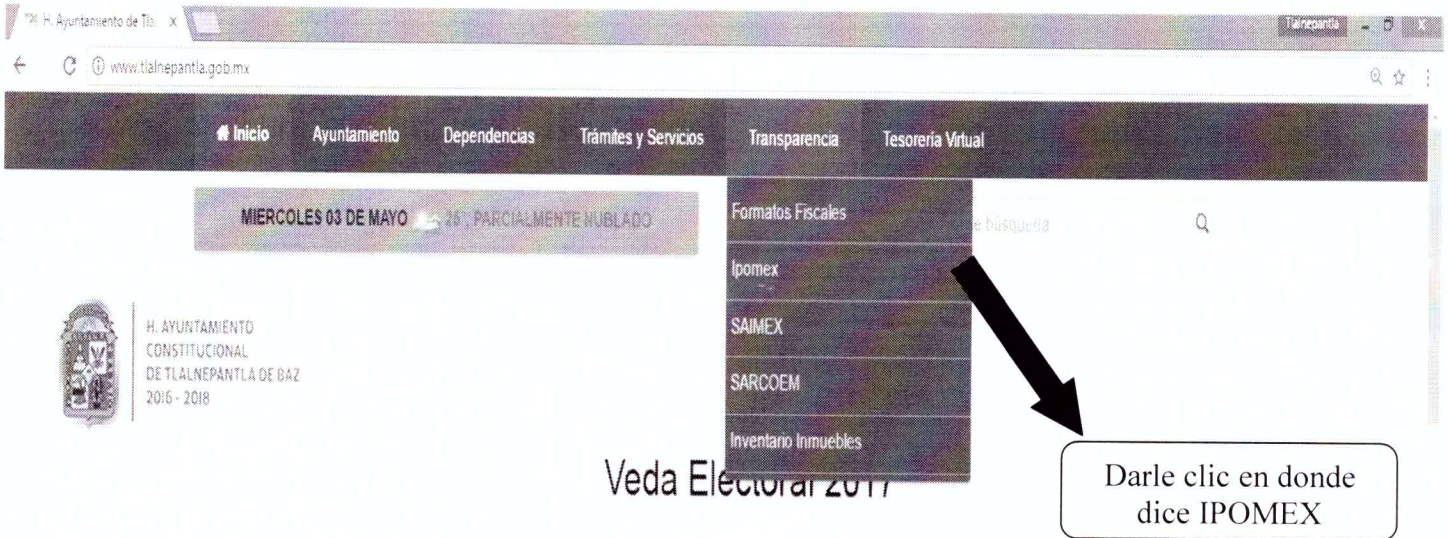 H. Ayuntamiento de Tla x
Tlalnepantla
www.tlalnepantla.gob.mx
Inicio Ayuntamiento Dependencias Trámites y Servicios Transparencia Tesorería Virtual
MIERCOLES 03 DE MAYO 25°, PARCIALMENTE NUBLADO
Formatos Fiscales
e búsqueda
Ipomex
SAIMEX
SARCOEM
Inventario Inmuebles
H. AYUNTAMIENTO
CONSTITUCIONAL
DE TLALNEPANTLA DE BAZ
2016 - 2018
Veda Electoral 2017
Darle clic en donde
dice IPOMEX